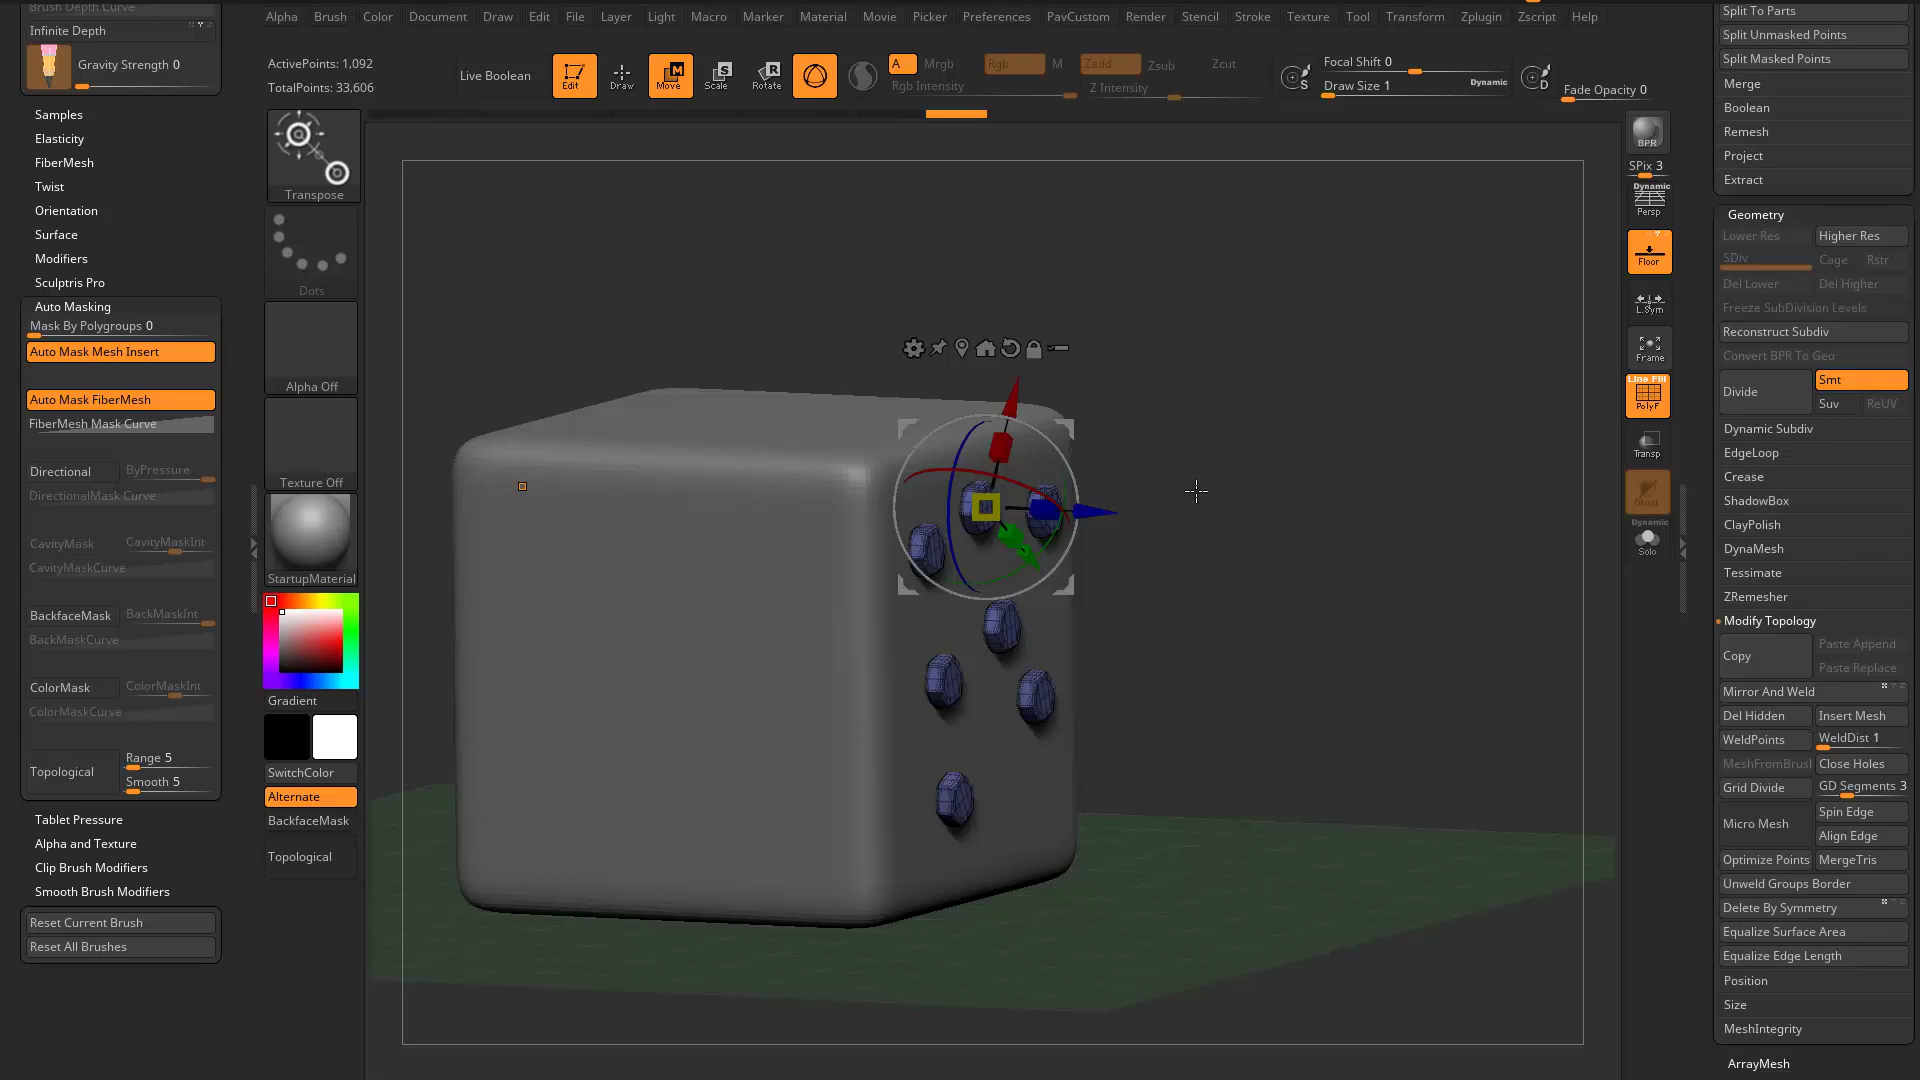 Brush Depth Curve
Infinite Depth
Gravity Strength 0
Samples
Elasticity
FiberMesh
Twist
Orientation
Surface
Modifiers
Sculptris Pro
Auto Masking
Mask By Polygroups 0
Auto Mask Mesh Insert
Auto Mask FiberMesh
FiberMesh Mask Curve
Directional ByPressure
DirectionalMask Curve
CavityMask CavityMaskInt
CavityMaskCurve
BackfaceMask BackMaskInt
BackMaskCurve
ColorMask ColorMaskInt
ColorMaskCurve
Topological Range 5
Smooth 5
Tablet Pressure
Alpha and Texture
Clip Brush Modifiers
Smooth Brush Modifiers
Reset Current Brush
Reset All Brushes
Alpha Brush Color Document Draw Edit File Layer Light Macro Marker Material Movie Picker Preferences PavCustom Render Stencil Stroke Texture Tool Transform Zplugin Zscript Help
ActivePoints: 1,092
TotalPoints: 33,606
Live Boolean
Edit
Draw
Move
Scale
Rotate
A Mrgb Rgb M Zadd Zsub Zcut
Rgb Intensity Z Intensity
Focal Shift 0
Draw Size 1 Dynamic
Fade Opacity 0
Transpose
Dots
Alpha Off
Texture Off
StartupMaterial
Gradient
SwitchColor
Alternate
BackfaceMask
Topological
BPR
SPix 3
Dynamic
Persp
Floor
L.Sym
Frame
Line Fill
PolyF
Transp
Ghost
Dynamic
Solo
Split To Parts
Split Unmasked Points
Split Masked Points
Merge
Boolean
Remesh
Project
Extract
Geometry
Lower Res Higher Res
SDiv Cage Rstr
Del Lower Del Higher
Freeze SubDivision Levels
Reconstruct Subdiv
Convert BPR To Geo
Divide Smt
Suv ReUV
Dynamic Subdiv
EdgeLoop
Crease
ShadowBox
ClayPolish
DynaMesh
Tessimate
ZRemesher
Modify Topology
Copy Paste Append
Paste Replace
Mirror And Weld
Del Hidden Insert Mesh
WeldPoints WeldDist 1
MeshFromBrush Close Holes
Grid Divide GD Segments 3
Micro Mesh Spin Edge
Align Edge
Optimize Points MergeTris
Unweld Groups Border
Delete By Symmetry
Equalize Surface Area
Equalize Edge Length
Position
Size
MeshIntegrity
ArrayMesh